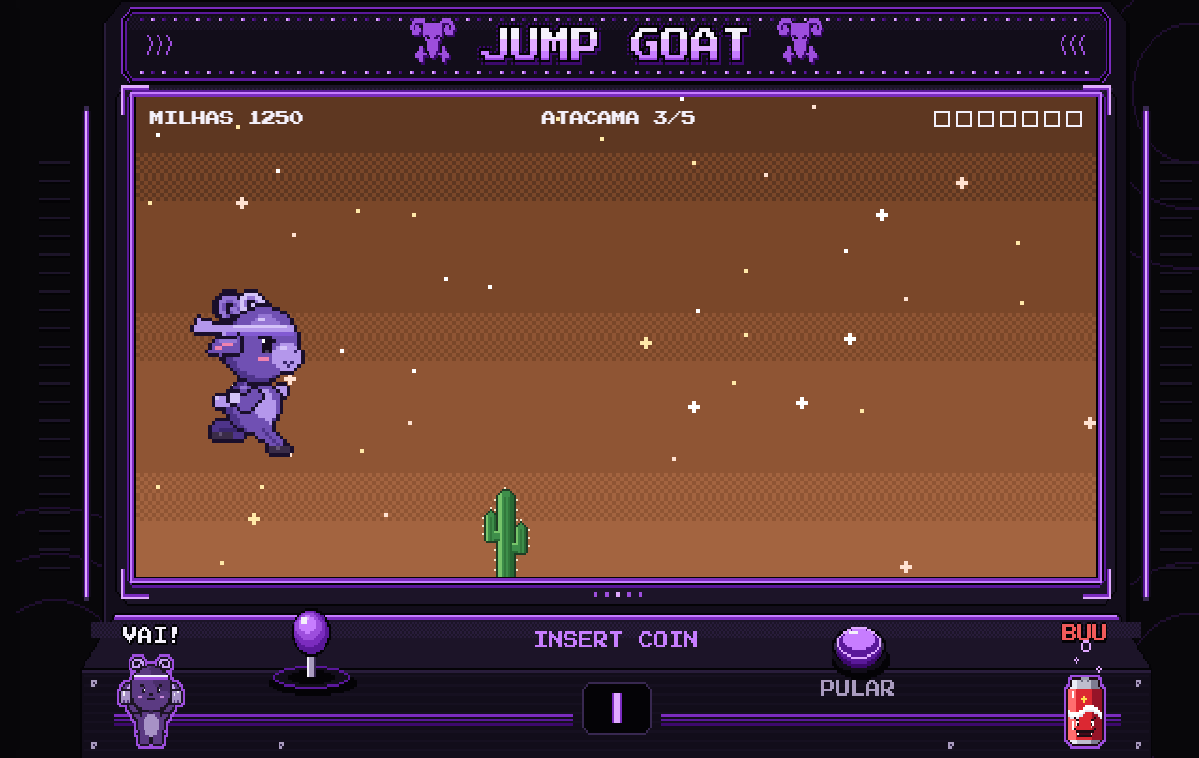 JUMP GOAT
MILHAS 1250
ATACAMA 3/5
VAI!
INSERT COIN
BUU
PULAR